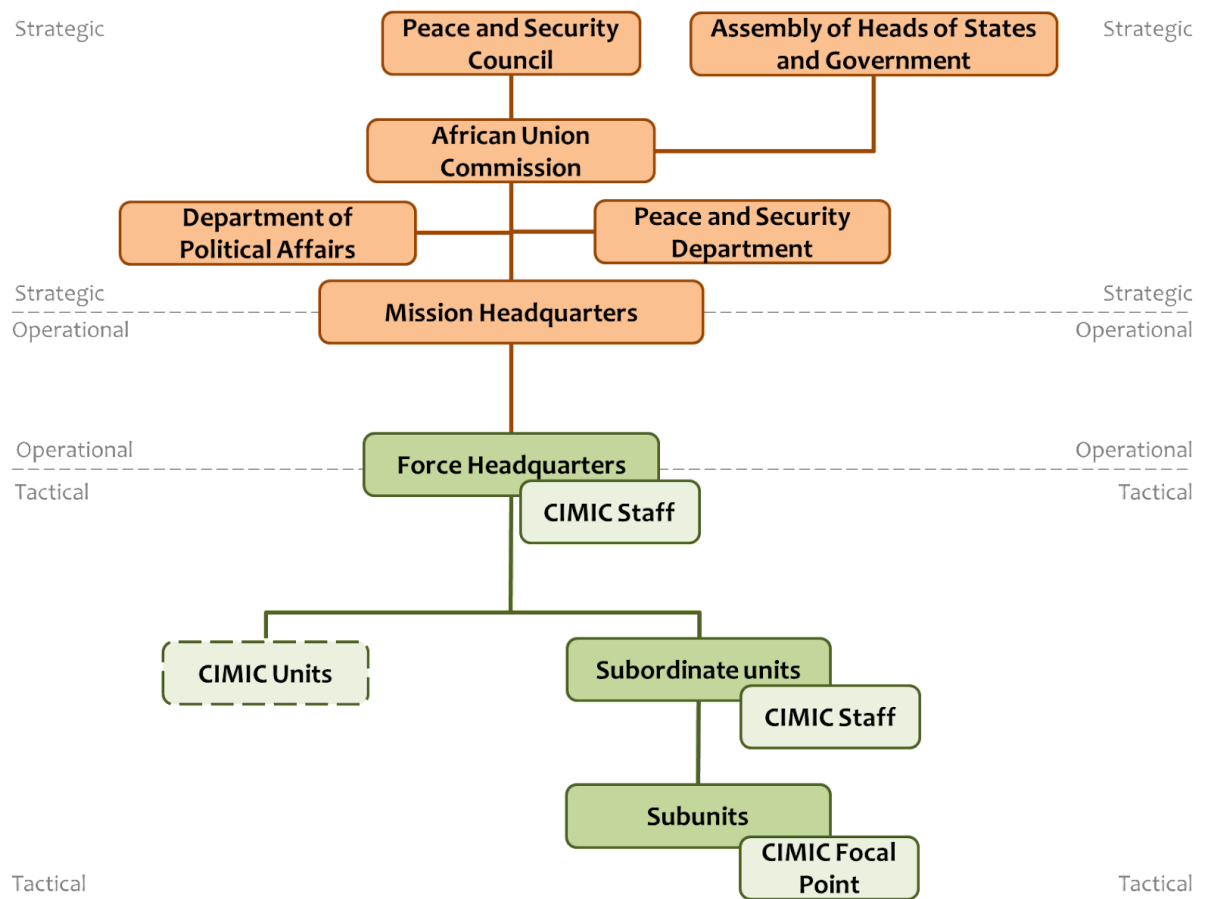 Strategic
Peace and Security
Council
Assembly of Heads of States
and Government
Strategic
African Union
Commission
Department of
Political Affairs
Peace and Security
Department
Strategic
Strategic
Mission Headquarters
Operational
Operational
Operational
Operational
Force Headquarters
Tactical
Tactical
CIMIC Staff
CIMIC Units
Subordinate units
CIMIC Staff
Subunits
CIMIC Focal
Point
Tactical
Tactical